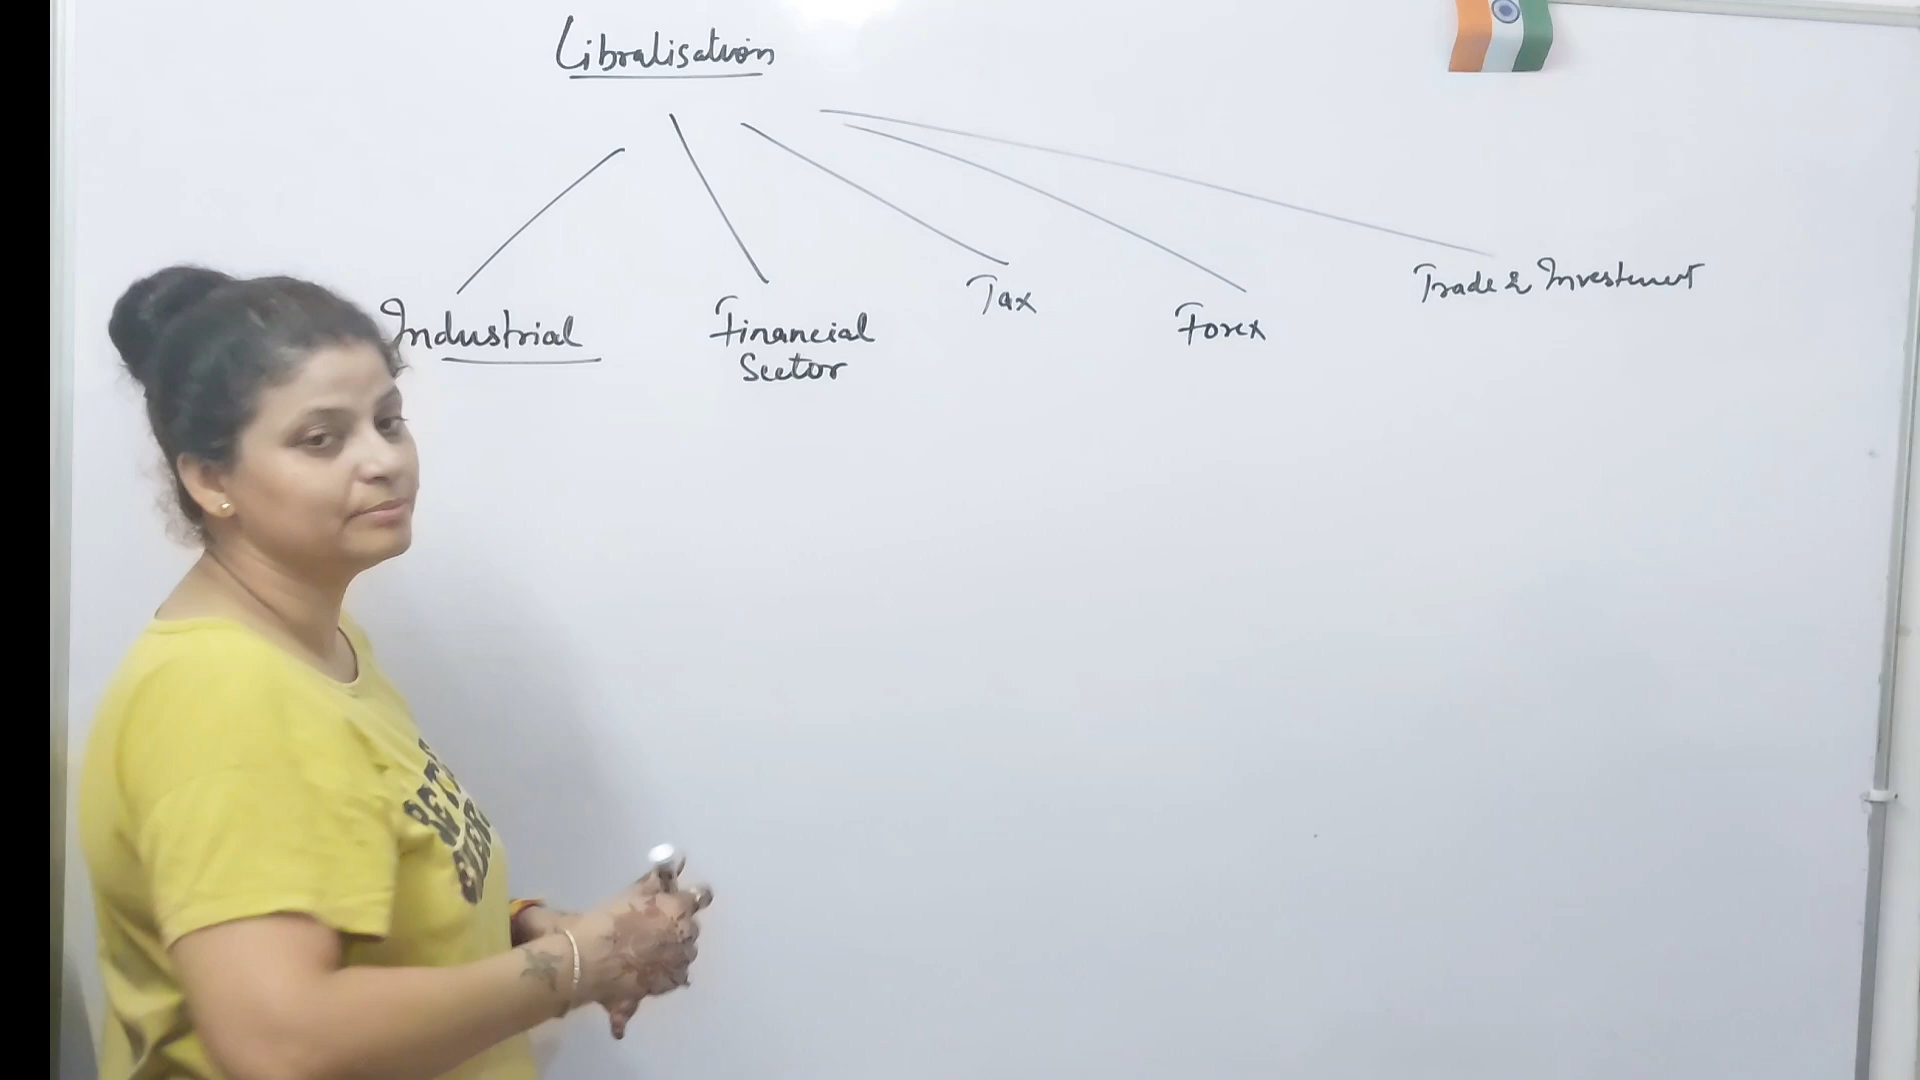 Libralisation
Industrial
Financial
Sector
Tax
Forex
Trade & Investment